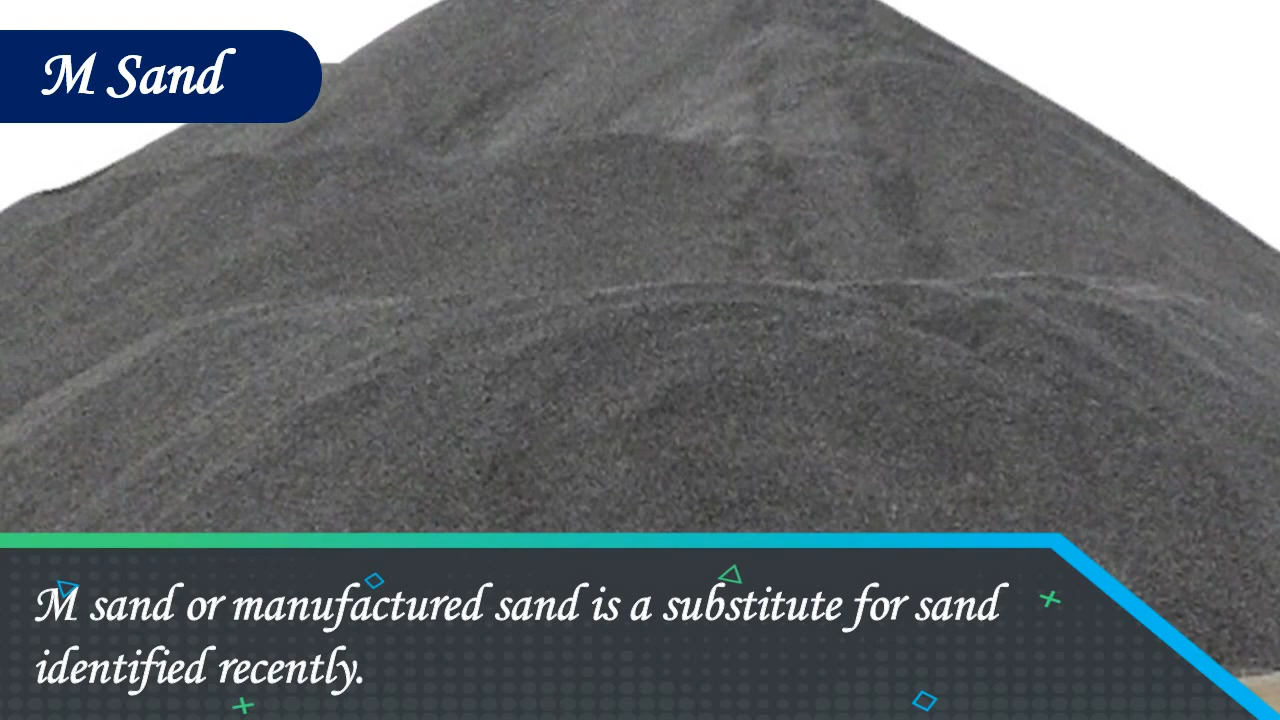 M Sand
M sand or manufactured sand is a substitute for sand
identified recently.